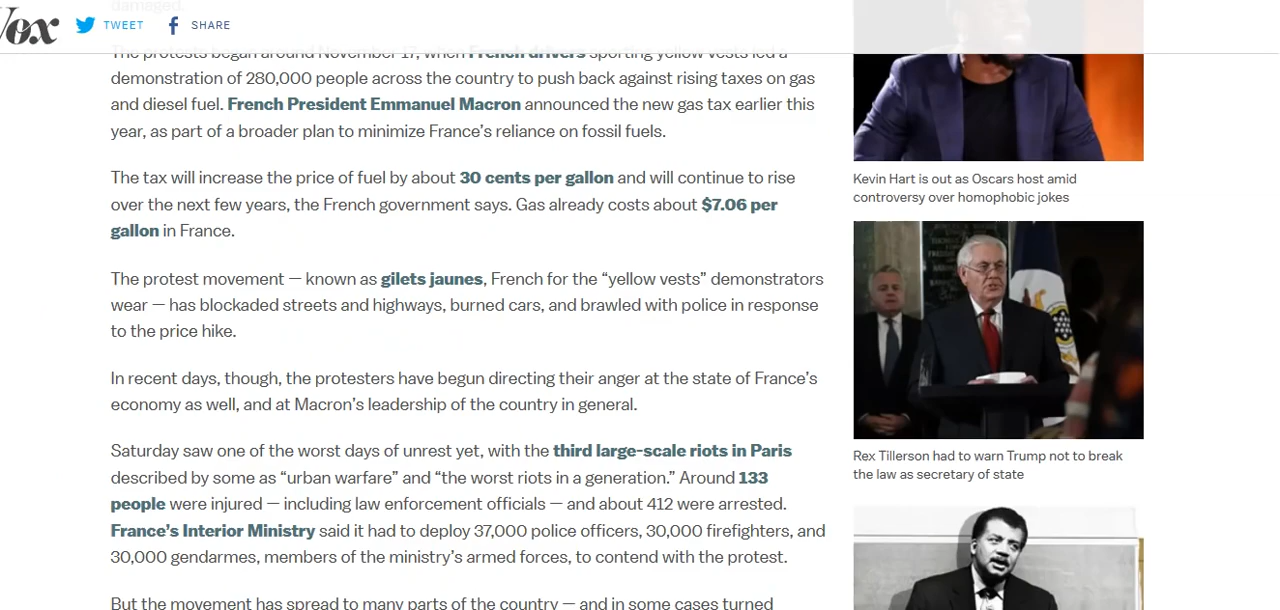 damaged.
Vox TWEET SHARE
The protests began around November 17, when French drivers sporting yellow vests led a
demonstration of 280,000 people across the country to push back against rising taxes on gas
and diesel fuel. French President Emmanuel Macron announced the new gas tax earlier this
year, as part of a broader plan to minimize France’s reliance on fossil fuels.
The tax will increase the price of fuel by about 30 cents per gallon and will continue to rise
over the next few years, the French government says. Gas already costs about $7.06 per
gallon in France.
The protest movement — known as gilets jaunes, French for the “yellow vests” demonstrators
wear — has blockaded streets and highways, burned cars, and brawled with police in response
to the price hike.
In recent days, though, the protesters have begun directing their anger at the state of France’s
economy as well, and at Macron’s leadership of the country in general.
Saturday saw one of the worst days of unrest yet, with the third large-scale riots in Paris
described by some as “urban warfare” and “the worst riots in a generation.” Around 133
people were injured — including law enforcement officials — and about 412 were arrested.
France’s Interior Ministry said it had to deploy 37,000 police officers, 30,000 firefighters, and
30,000 gendarmes, members of the ministry’s armed forces, to contend with the protest.
But the movement has spread to many parts of the country — and in some cases turned
Kevin Hart is out as Oscars host amid
controversy over homophobic jokes
Rex Tillerson had to warn Trump not to break
the law as secretary of state